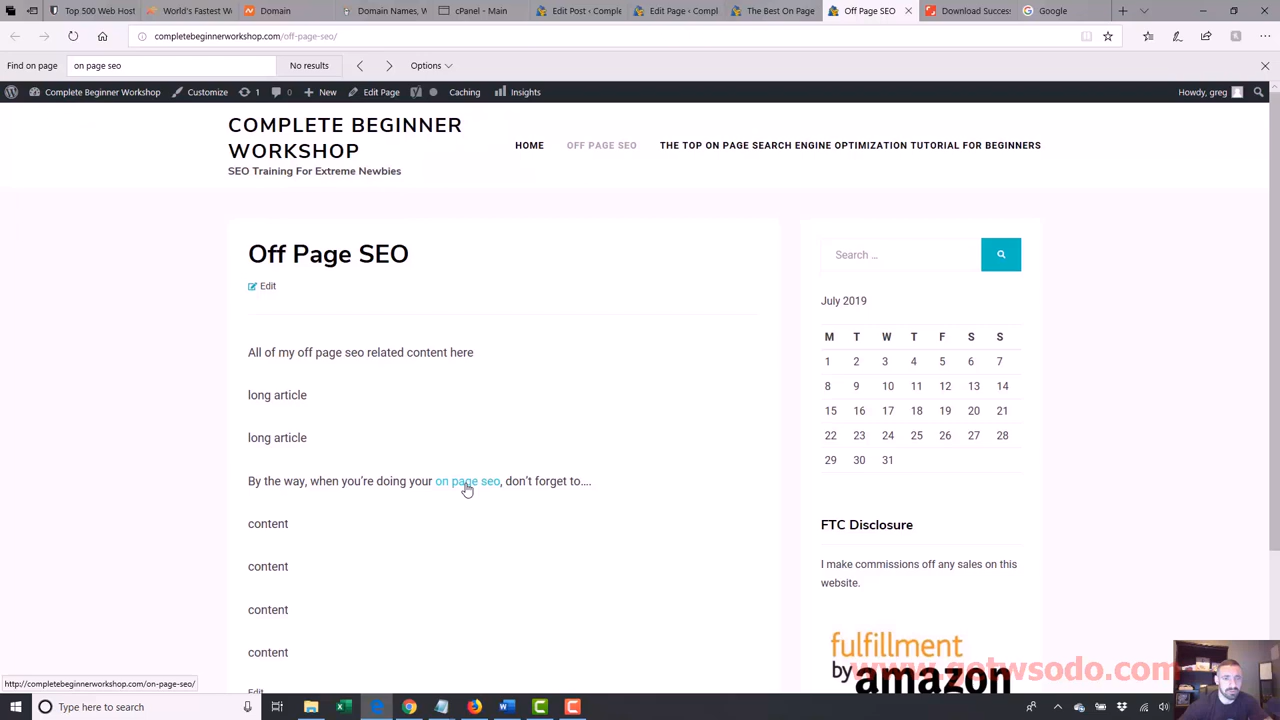 Top 500 Web Host
World's Fastest W
Domain
Domain Names, W
cPanel - Main
Edit Post ‹ Comple
Edit Page ‹ Compl
The Best On Page
Off Page SEO
Download Succes
Google
completebeginnerworkshop.com/off-page-seo/
Find on page
on page seo
No results
Options
Complete Beginner Workshop
Customize
1
0
New
Edit Page
Caching
Insights
Howdy, greg
COMPLETE BEGINNER
WORKSHOP
SEO Training For Extreme Newbies
HOME
OFF PAGE SEO
THE TOP ON PAGE SEARCH ENGINE OPTIMIZATION TUTORIAL FOR BEGINNERS
Off Page SEO
Edit
All of my off page seo related content here
long article
long article
By the way, when you're doing your on page seo, don't forget to….
content
content
content
content
Edit
Search …
July 2019
M T W T F S S
1 2 3 4 5 6 7
8 9 10 11 12 13 14
15 16 17 18 19 20 21
22 23 24 25 26 27 28
29 30 31
FTC Disclosure
I make commissions off any sales on this
website.
fulfillment
by amazon
www.gotwsodo.com
http://completebeginnerworkshop.com/on-page-seo/
Type here to search